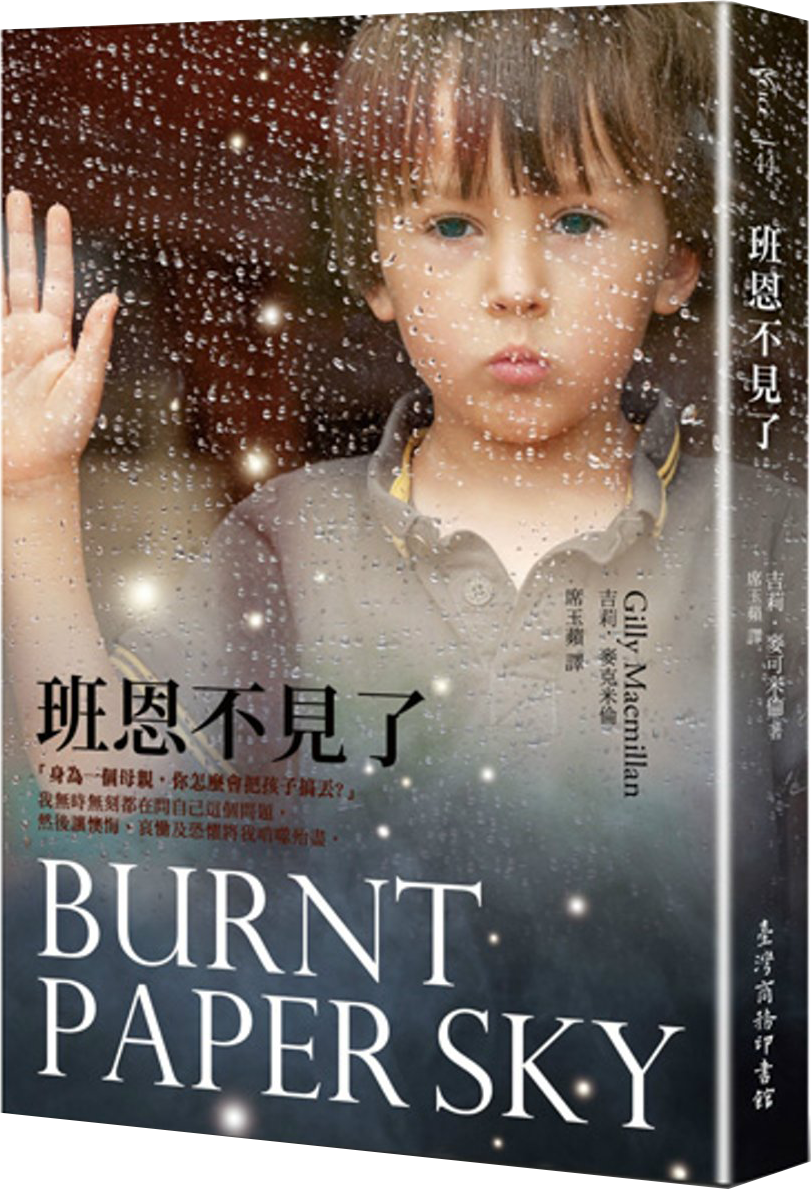 班恩不見了
「身為一個母親，你怎麼會把孩子搞丟？」
我無時無刻都在問自己這個問題，
然後讓懊悔、哀慟及恐懼將我啃噬殆盡。
Gilly Macmillan
吉莉・麥克米倫
席玉蘋 譯
BURNT
PAPER SKY
班恩不見了
吉莉・麥可米倫 著
席玉蘋 譯
臺灣商務印書館